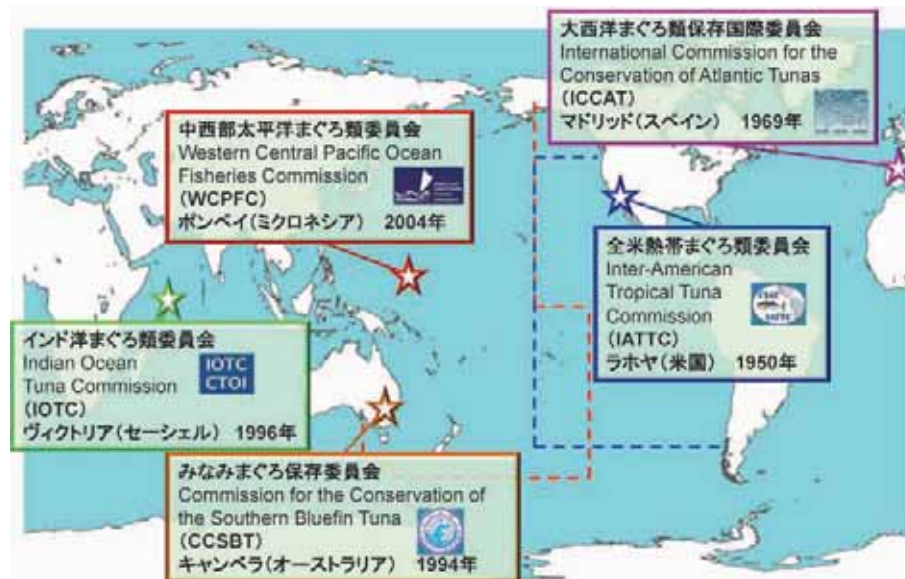 大西洋まぐろ類保存国際委員会
International Commission for the
Conservation of Atlantic Tunas
(ICCAT)
マドリッド(スペイン) 1969年
中西部太平洋まぐろ類委員会
Western Central Pacific Ocean
Fisheries Commission
(WCPFC)
ポンペイ(ミクロネシア) 2004年
全米熱帯まぐろ類委員会
Inter-American
Tropical Tuna
Commission
(IATTC)
ラホヤ(米国) 1950年
インド洋まぐろ類委員会
Indian Ocean
Tuna Commission
(IOTC)
ヴィクトリア(セーシェル) 1996年
IOTC
CTOI
みなみまぐろ保存委員会
Commission for the Conservation of
the Southern Bluefin Tuna
(CCSBT)
キャンベラ(オーストラリア) 1994年